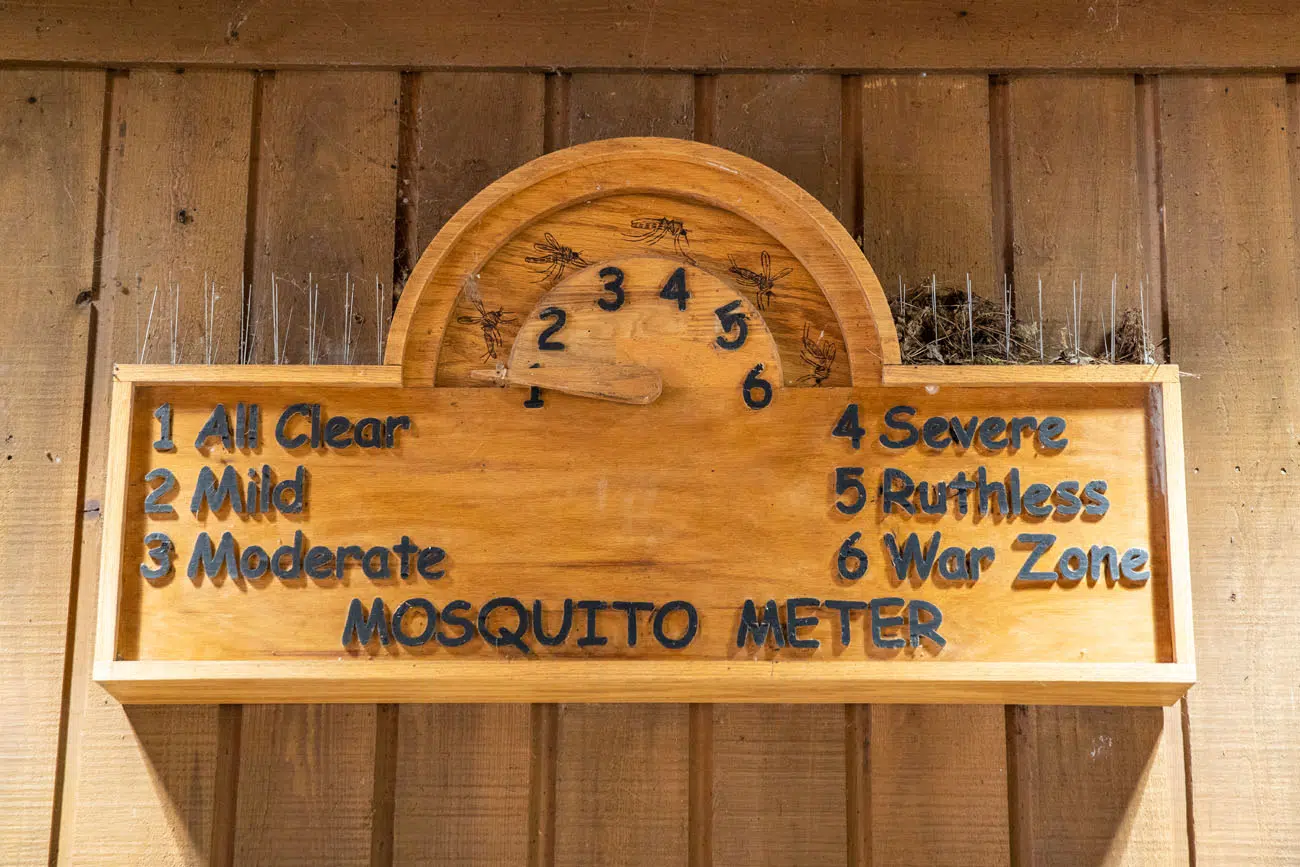 3 4
2 5
1 6
1 All Clear
2 Mild
3 Moderate
4 Severe
5 Ruthless
6 War Zone
MOSQUITO METER